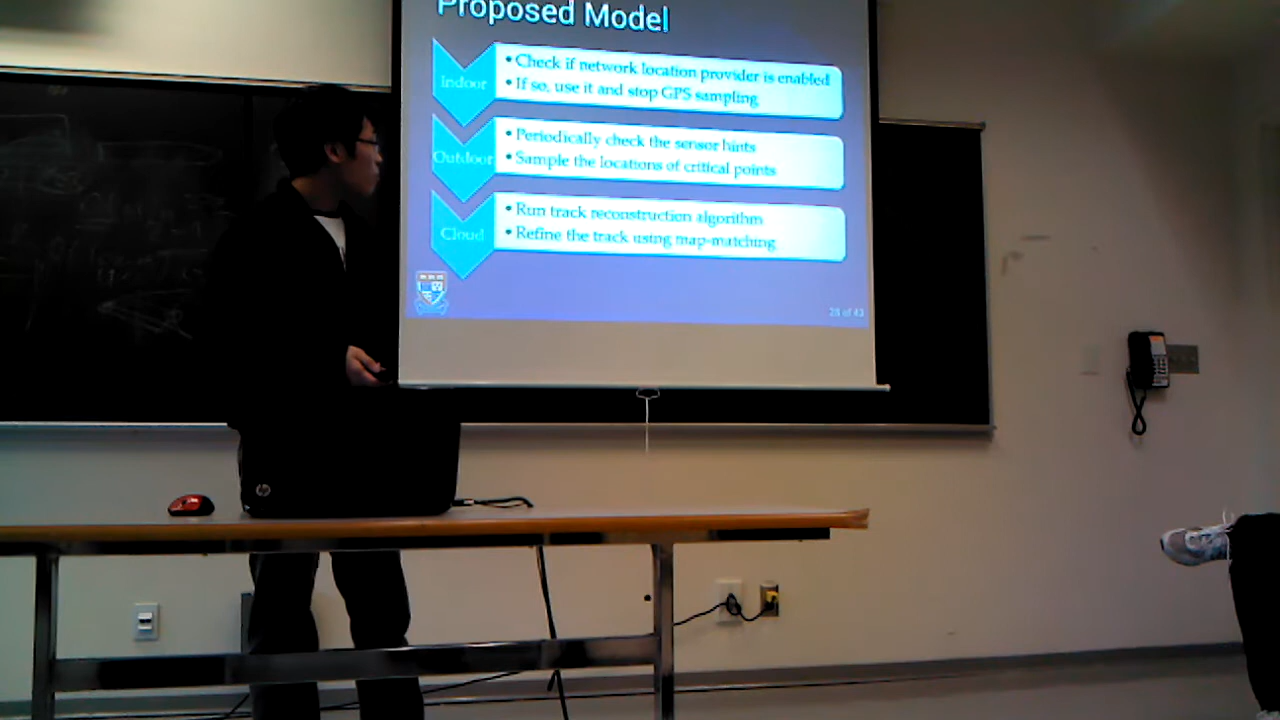 Proposed Model
Indoor
• Check if network location provider is enabled
• If so, use it and stop GPS sampling
Outdoor
• Periodically check the sensor hints
• Sample the locations of critical points
Cloud
• Run track reconstruction algorithm
• Refine the track using map-matching
hp